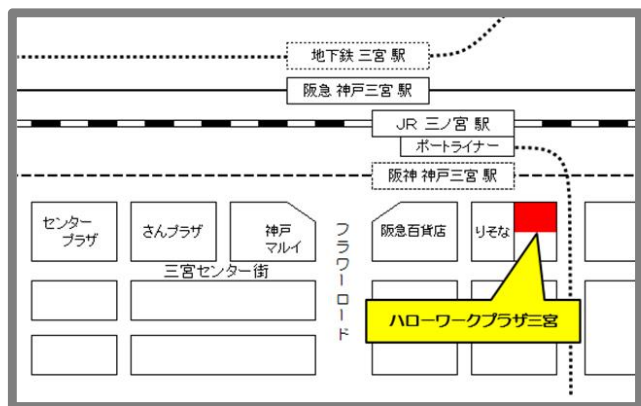 地下鉄 三宮 駅
阪急 神戸三宮 駅
JR 三ノ宮 駅
ポートライナー
阪神 神戸三宮 駅
センター
プラザ
さんプラザ
神戸
マルイ
フラワーロード
阪急百貨店
りそな
三宮センター街
ハローワークプラザ三宮